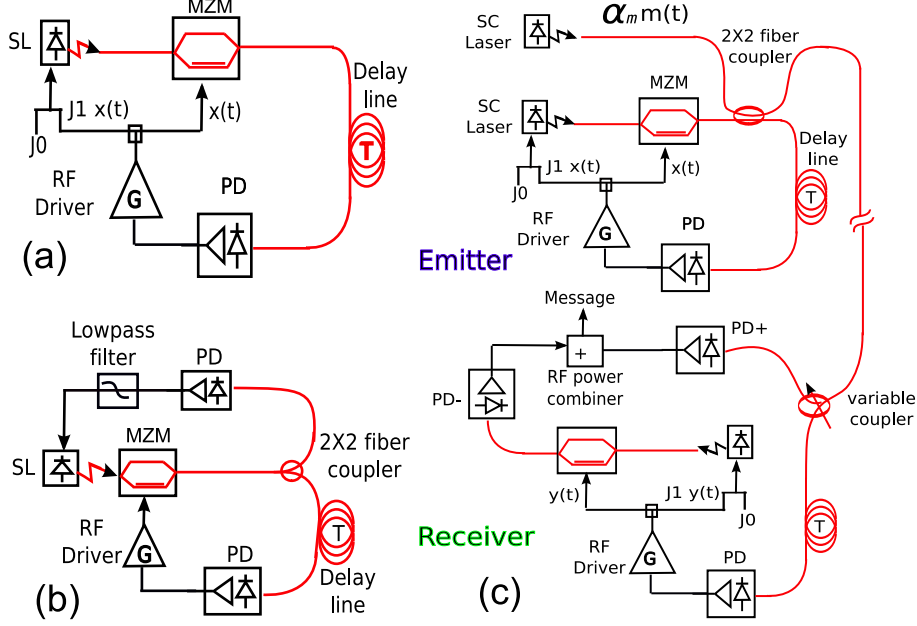 SL
MZM
J1 x(t)
x(t)
J0
Delay
line
T
RF
Driver
G
PD
(a)
Lowpass
filter
PD
MZM
SL
2X2 fiber
coupler
RF
Driver
G
PD
T
Delay
line
(b)
αm m(t)
SC
Laser
2X2 fiber
coupler
MZM
SC
Laser
J1 x(t)
x(t)
J0
Delay
line
T
RF
Driver
G
PD
Emitter
Message
PD+
+
RF power
combiner
PD-
variable
coupler
y(t)
J1 y(t)
J0
Receiver
RF
Driver
G
PD
T
(c)